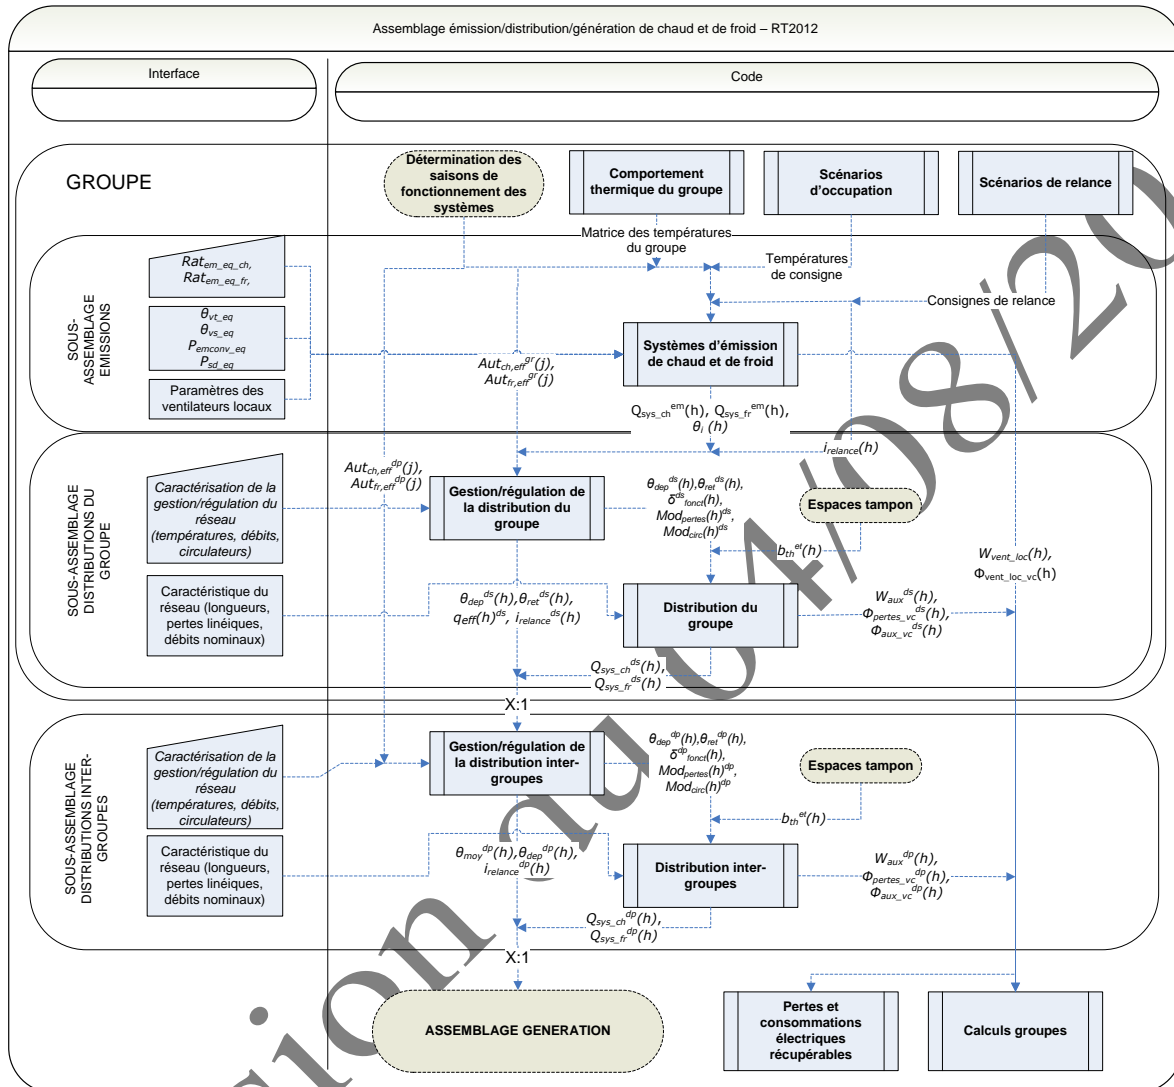 Assemblage émission/distribution/génération de chaud et de froid – RT2012
Interface
Code
GROUPE
Détermination des
saisons de
fonctionnement des
systèmes
Comportement
thermique du groupe
Scénarios
d'occupation
Scénarios de relance
Matrice des températures
du groupe
Températures
de consigne
Consignes de relance
SOUS-
ASSEMBLAGE
EMISSIONS
Rat_em_eq_ch,
Rat_em_eq_fr,
θ_vt_eq
θ_vs_eq
P_emconv_eq
P_sd_eq
Paramètres des
ventilateurs locaux
Systèmes d'émission
de chaud et de froid
Aut_ch,eff^gr(j),
Aut_fr,eff^gr(j)
Q_sys_ch^em(h), Q_sys_fr^em(h),
θ_i (h)
i_relance(h)
SOUS-ASSEMBLAGE
DISTRIBUTIONS DU
GROUPE
Aut_ch,eff^dp(j),
Aut_fr,eff^dp(j)
Caractérisation de la
gestion/régulation du
réseau
(températures, débits,
circulateurs)
Gestion/régulation de
la distribution du
groupe
θ_dep^ds(h),θ_ret^ds(h),
δ^ds_fonct(h),
Mod_pertes(h)^ds,
Mod_circ(h)^ds
Espaces tampon
b_th^et(h)
W_vent_loc(h),
Φ_vent_loc_vc(h)
Caractéristique du
réseau (longueurs,
pertes linéiques,
débits nominaux)
θ_dep^ds(h),θ_ret^ds(h),
q_eff(h)^ds, i_relance^ds(h)
Distribution du
groupe
W_aux^ds(h),
Φ_pertes_vc^ds(h),
Φ_aux_vc^ds(h)
Q_sys_ch^ds(h),
Q_sys_fr^ds(h)
X:1
SOUS-ASSEMBLAGE
DISTRIBUTIONS INTER-
GROUPES
Caractérisation de la
gestion/régulation du
réseau
(températures, débits,
circulateurs)
Gestion/régulation de
la distribution inter-
groupes
θ_dep^dp(h),θ_ret^dp(h),
δ^dp_fonct(h),
Mod_pertes(h)^dp,
Mod_circ(h)^dp
Espaces tampon
b_th^et(h)
Caractéristique du
réseau (longueurs,
pertes linéiques,
débits nominaux)
θ_moy^dp(h),θ_dep^dp(h),
i_relance^dp(h)
Distribution inter-
groupes
W_aux^dp(h),
Φ_pertes_vc^dp(h),
Φ_aux_vc^dp(h)
Q_sys_ch^dp(h),
Q_sys_fr^dp(h)
X:1
ASSEMBLAGE GENERATION
Pertes et
consommations
électriques
récupérables
Calculs groupes
sion au 04/08/20